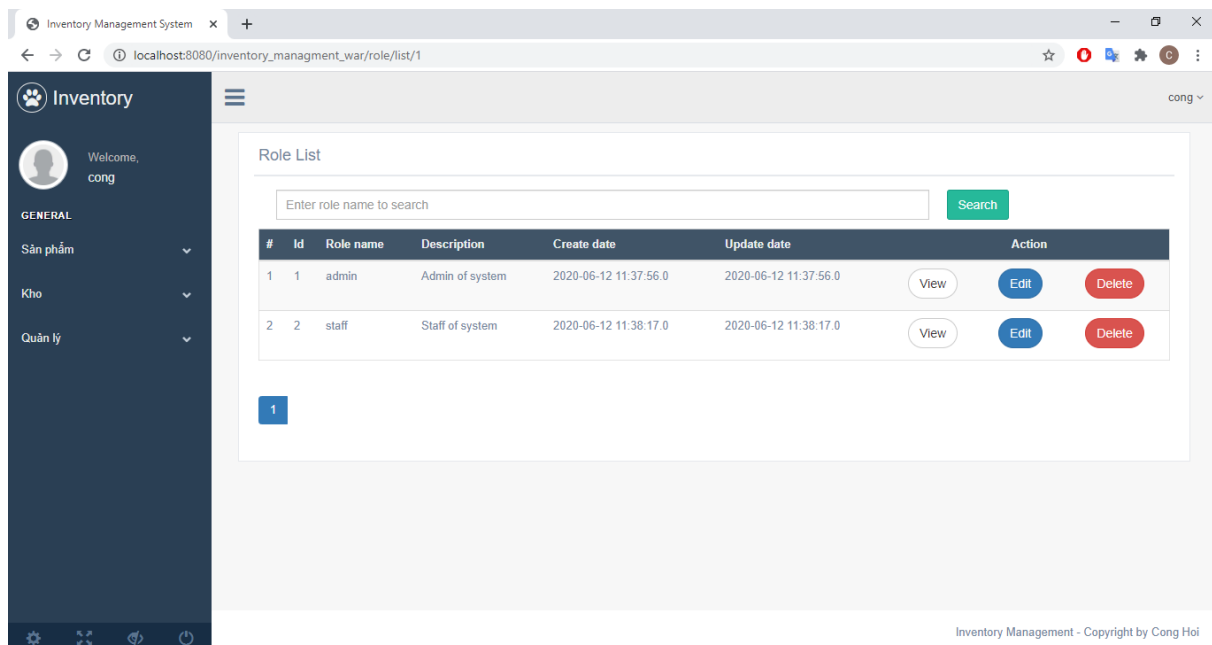 Inventory Management System
localhost:8080/inventory_managment_war/role/list/1
C
Inventory
cong
Welcome,
cong
GENERAL
Sản phẩm
Kho
Quản lý
Role List
Enter role name to search
Search
# Id Role name Description Create date Update date Action
1 1 admin Admin of system 2020-06-12 11:37:56.0 2020-06-12 11:37:56.0 View Edit Delete
2 2 staff Staff of system 2020-06-12 11:38:17.0 2020-06-12 11:38:17.0 View Edit Delete
1
Inventory Management - Copyright by Cong Hoi